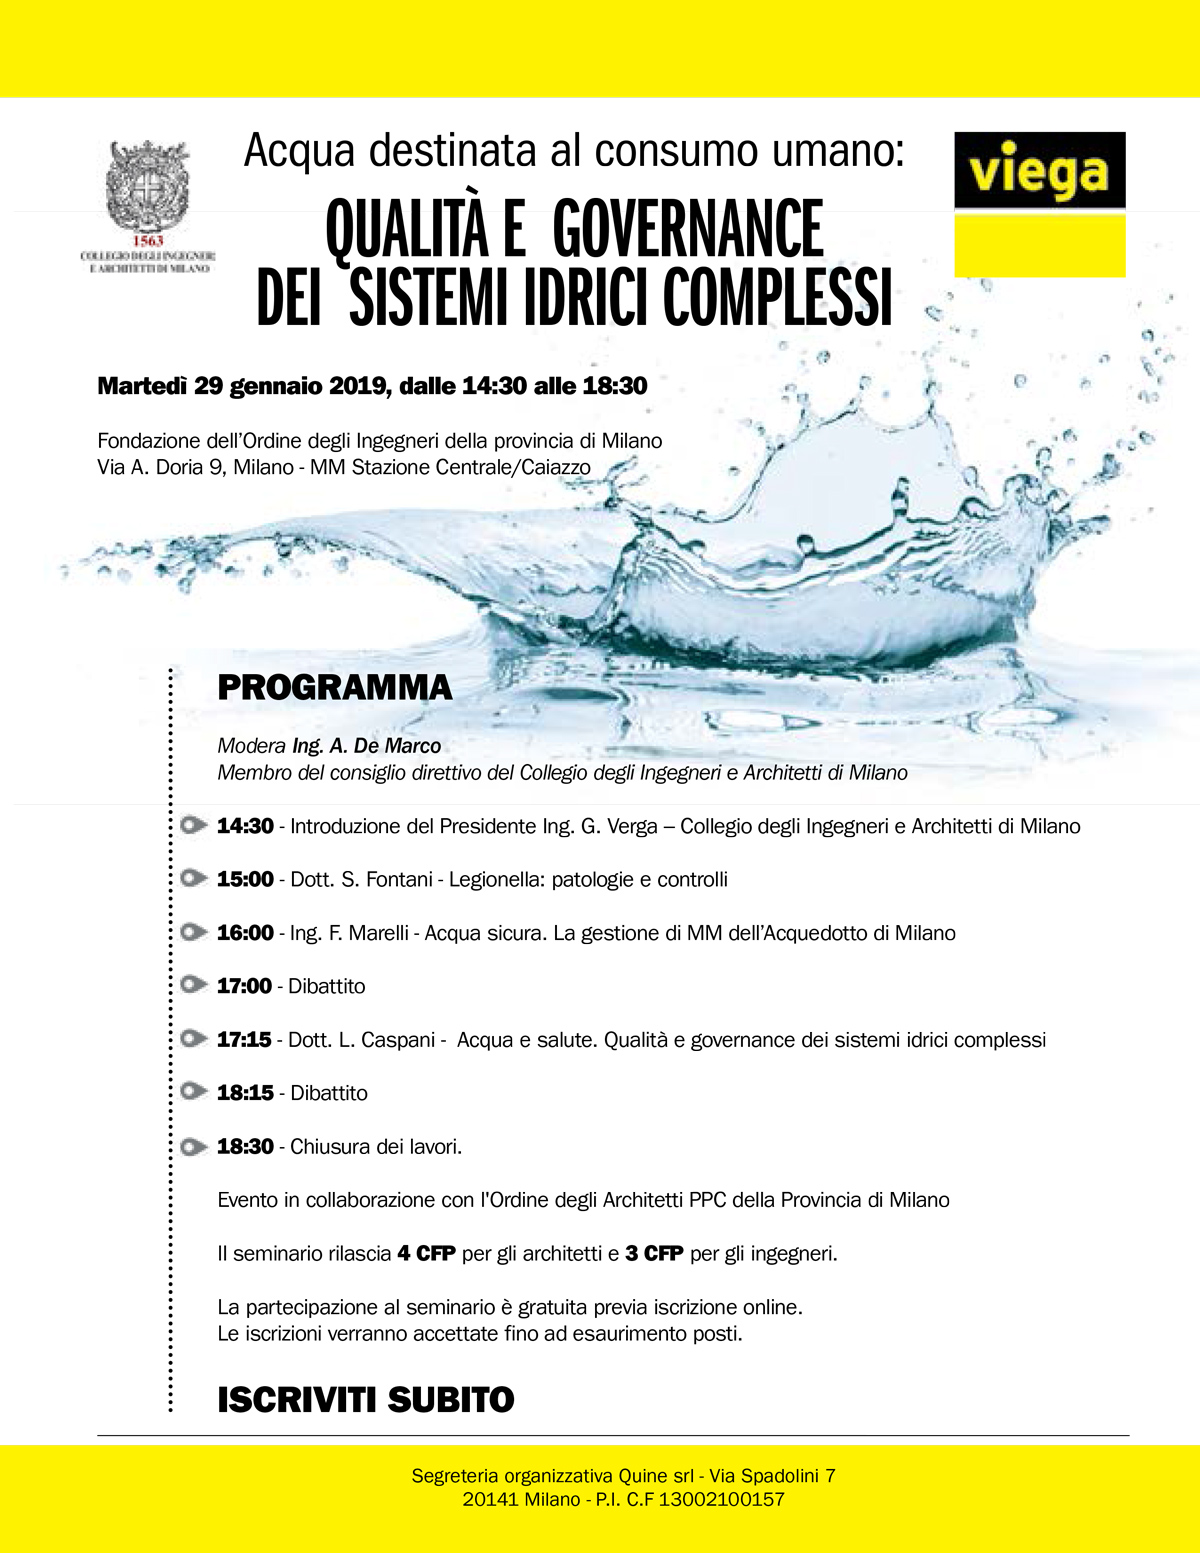 Acqua destinata al consumo umano:
QUALITÀ E GOVERNANCE
DEI SISTEMI IDRICI COMPLESSI
1563
COLLEGIO DEGLI INGEGNERI
E ARCHITETTI DI MILANO
viega
Martedì 29 gennaio 2019, dalle 14:30 alle 18:30
Fondazione dell'Ordine degli Ingegneri della provincia di Milano
Via A. Doria 9, Milano - MM Stazione Centrale/Caiazzo
PROGRAMMA
Modera Ing. A. De Marco
Membro del consiglio direttivo del Collegio degli Ingegneri e Architetti di Milano
14:30 - Introduzione del Presidente Ing. G. Verga – Collegio degli Ingegneri e Architetti di Milano
15:00 - Dott. S. Fontani - Legionella: patologie e controlli
16:00 - Ing. F. Marelli - Acqua sicura. La gestione di MM dell'Acquedotto di Milano
17:00 - Dibattito
17:15 - Dott. L. Caspani - Acqua e salute. Qualità e governance dei sistemi idrici complessi
18:15 - Dibattito
18:30 - Chiusura dei lavori.
Evento in collaborazione con l'Ordine degli Architetti PPC della Provincia di Milano
Il seminario rilascia 4 CFP per gli architetti e 3 CFP per gli ingegneri.
La partecipazione al seminario è gratuita previa iscrizione online.
Le iscrizioni verranno accettate fino ad esaurimento posti.
ISCRIVITI SUBITO
Segreteria organizzativa Quine srl - Via Spadolini 7
20141 Milano - P.I. C.F 13002100157